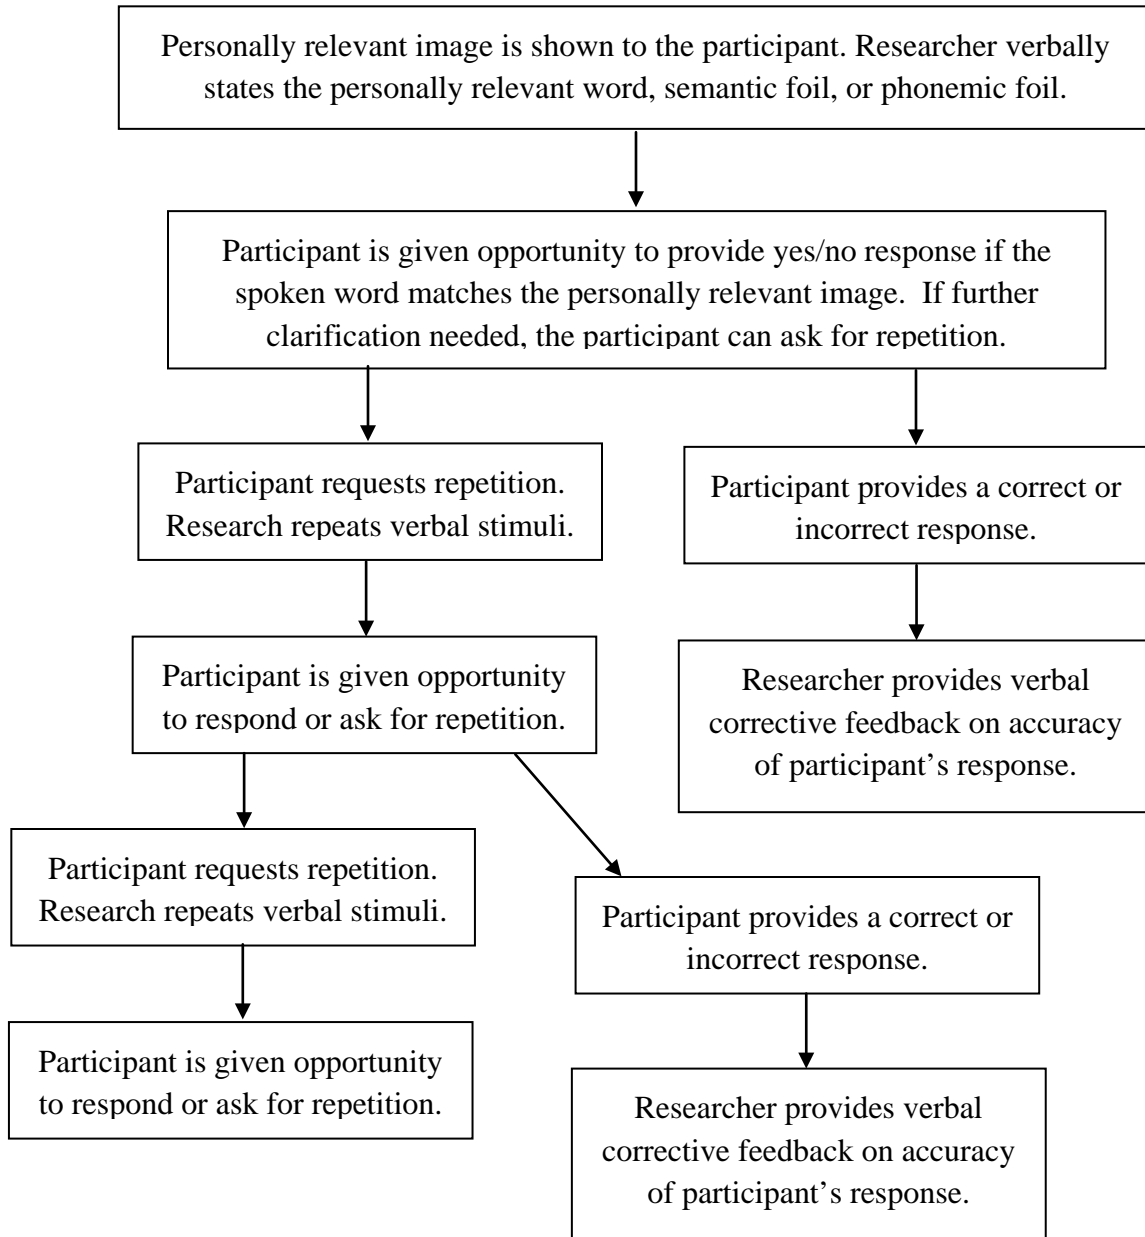 Personally relevant image is shown to the participant. Researcher verbally
states the personally relevant word, semantic foil, or phonemic foil.
Participant is given opportunity to provide yes/no response if the
spoken word matches the personally relevant image.  If further
clarification needed, the participant can ask for repetition.
Participant requests repetition.
Research repeats verbal stimuli.
Participant provides a correct or
incorrect response.
Participant is given opportunity
to respond or ask for repetition.
Researcher provides verbal
corrective feedback on accuracy
of participant’s response.
Participant requests repetition.
Research repeats verbal stimuli.
Participant provides a correct or
incorrect response.
Participant is given opportunity
to respond or ask for repetition.
Researcher provides verbal
corrective feedback on accuracy
of participant’s response.